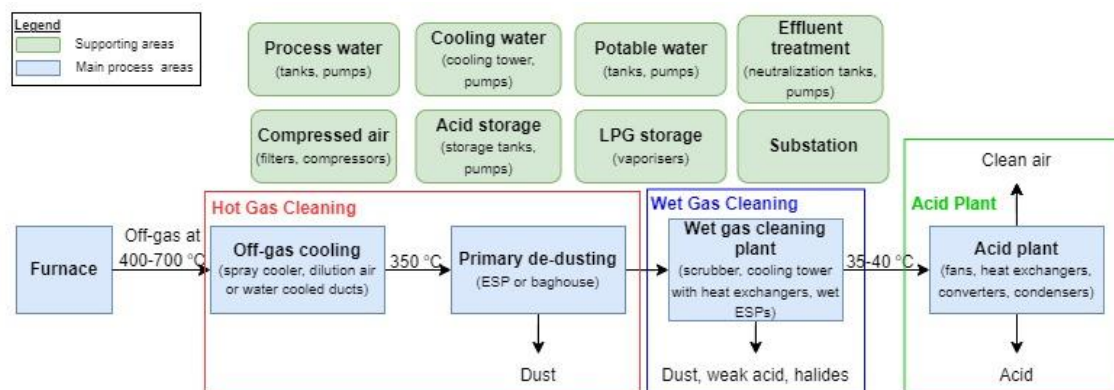 Legend
Supporting areas
Main process areas
Process water
(tanks, pumps)
Cooling water
(cooling tower,
pumps)
Potable water
(tanks, pumps)
Effluent
treatment
(neutralization tanks,
pumps)
Compressed air
(filters, compressors)
Acid storage
(storage tanks,
pumps)
LPG storage
(vaporisers)
Substation
Hot Gas Cleaning
Wet Gas Cleaning
Acid Plant
Clean air
Furnace
Off-gas at
400-700 °C
Off-gas cooling
(spray cooler, dilution air
or water cooled ducts)
350 °C
Primary de-dusting
(ESP or baghouse)
Wet gas cleaning
plant
(scrubber, cooling tower
with heat exchangers, wet
ESPs)
35-40 °C
Acid plant
(fans, heat exchangers,
converters, condensers)
Dust
Dust, weak acid, halides
Acid